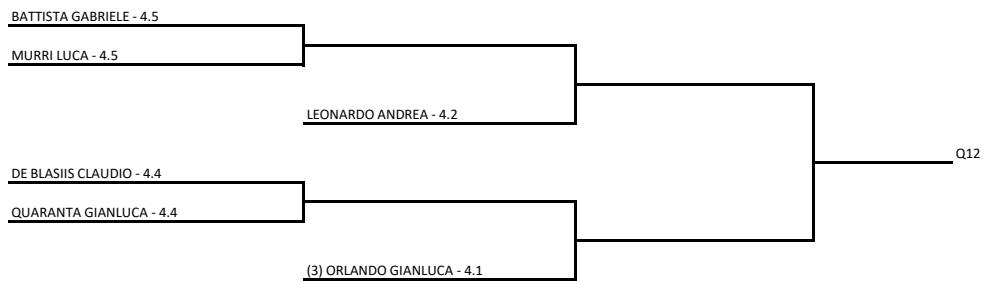 BATTISTA GABRIELE - 4.5
MURRI LUCA - 4.5
LEONARDO ANDREA - 4.2
Q12
DE BLASIIS CLAUDIO - 4.4
QUARANTA GIANLUCA - 4.4
(3) ORLANDO GIANLUCA - 4.1